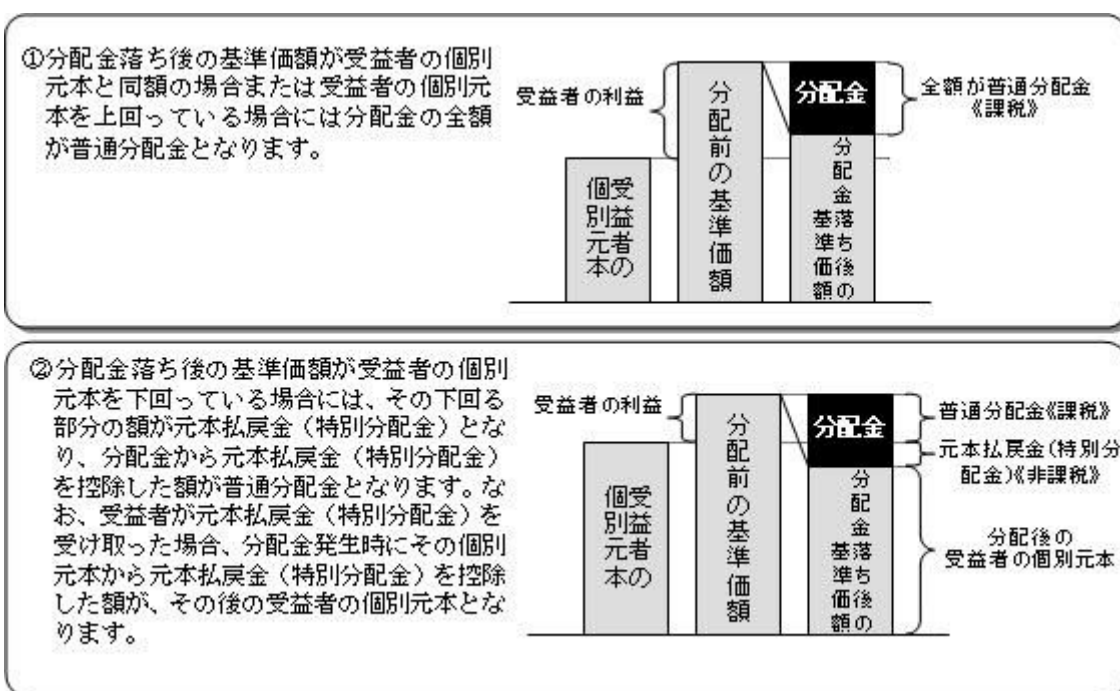 ①分配金落ち後の基準価額が受益者の個別
元本と同額の場合または受益者の個別元
本を上回っている場合には分配金の全額
が普通分配金となります。
受益者の利益
受益者の
個別元本
分配前の基準価額
分配金
分配金落ち後の
基準価額
全額が普通分配金
《課税》
②分配金落ち後の基準価額が受益者の個別
元本を下回っている場合には、その下回る
部分の額が元本払戻金（特別分配金）とな
り、分配金から元本払戻金（特別分配金）
を控除した額が普通分配金となります。な
お、受益者が元本払戻金（特別分配金）を
受け取った場合、分配金発生時にその個別
元本から元本払戻金（特別分配金）を控除
した額が、その後の受益者の個別元本とな
ります。
受益者の利益
受益者の
個別元本
分配前の基準価額
分配金
分配金落ち後の
基準価額
普通分配金《課税》
元本払戻金（特別分
配金）《非課税》
分配後の
受益者の個別元本